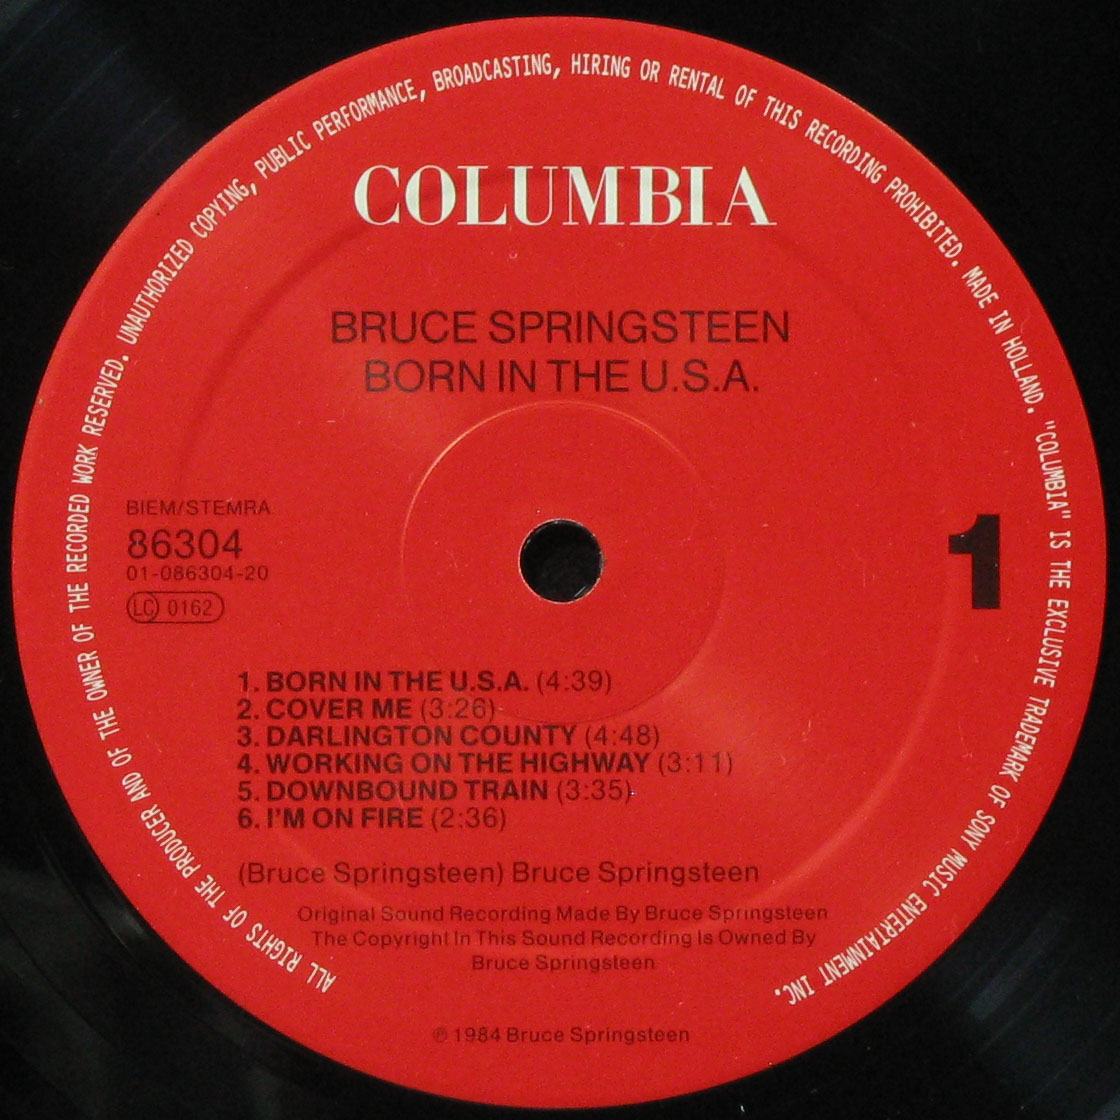 ALL RIGHTS OF THE PRODUCER AND OF THE OWNER OF THE RECORDED WORK RESERVED. UNAUTHORIZED COPYING, PUBLIC PERFORMANCE, BROADCASTING, HIRING OR RENTAL OF THIS RECORDING PROHIBITED. MADE IN HOLLAND. "COLUMBIA" IS THE EXCLUSIVE TRADEMARK OF SONY MUSIC ENTERTAINMENT INC.
COLUMBIA
BRUCE SPRINGSTEEN
BORN IN THE U.S.A.
BIEM/STEMRA
86304
01-086304-20
LC 0162
1
1. BORN IN THE U.S.A. (4:39)
2. COVER ME (3:26)
3. DARLINGTON COUNTY (4:48)
4. WORKING ON THE HIGHWAY (3:11)
5. DOWNBOUND TRAIN (3:35)
6. I'M ON FIRE (2:36)
(Bruce Springsteen) Bruce Springsteen
Original Sound Recording Made By Bruce Springsteen
The Copyright In This Sound Recording Is Owned By
Bruce Springsteen
℗ 1984 Bruce Springsteen